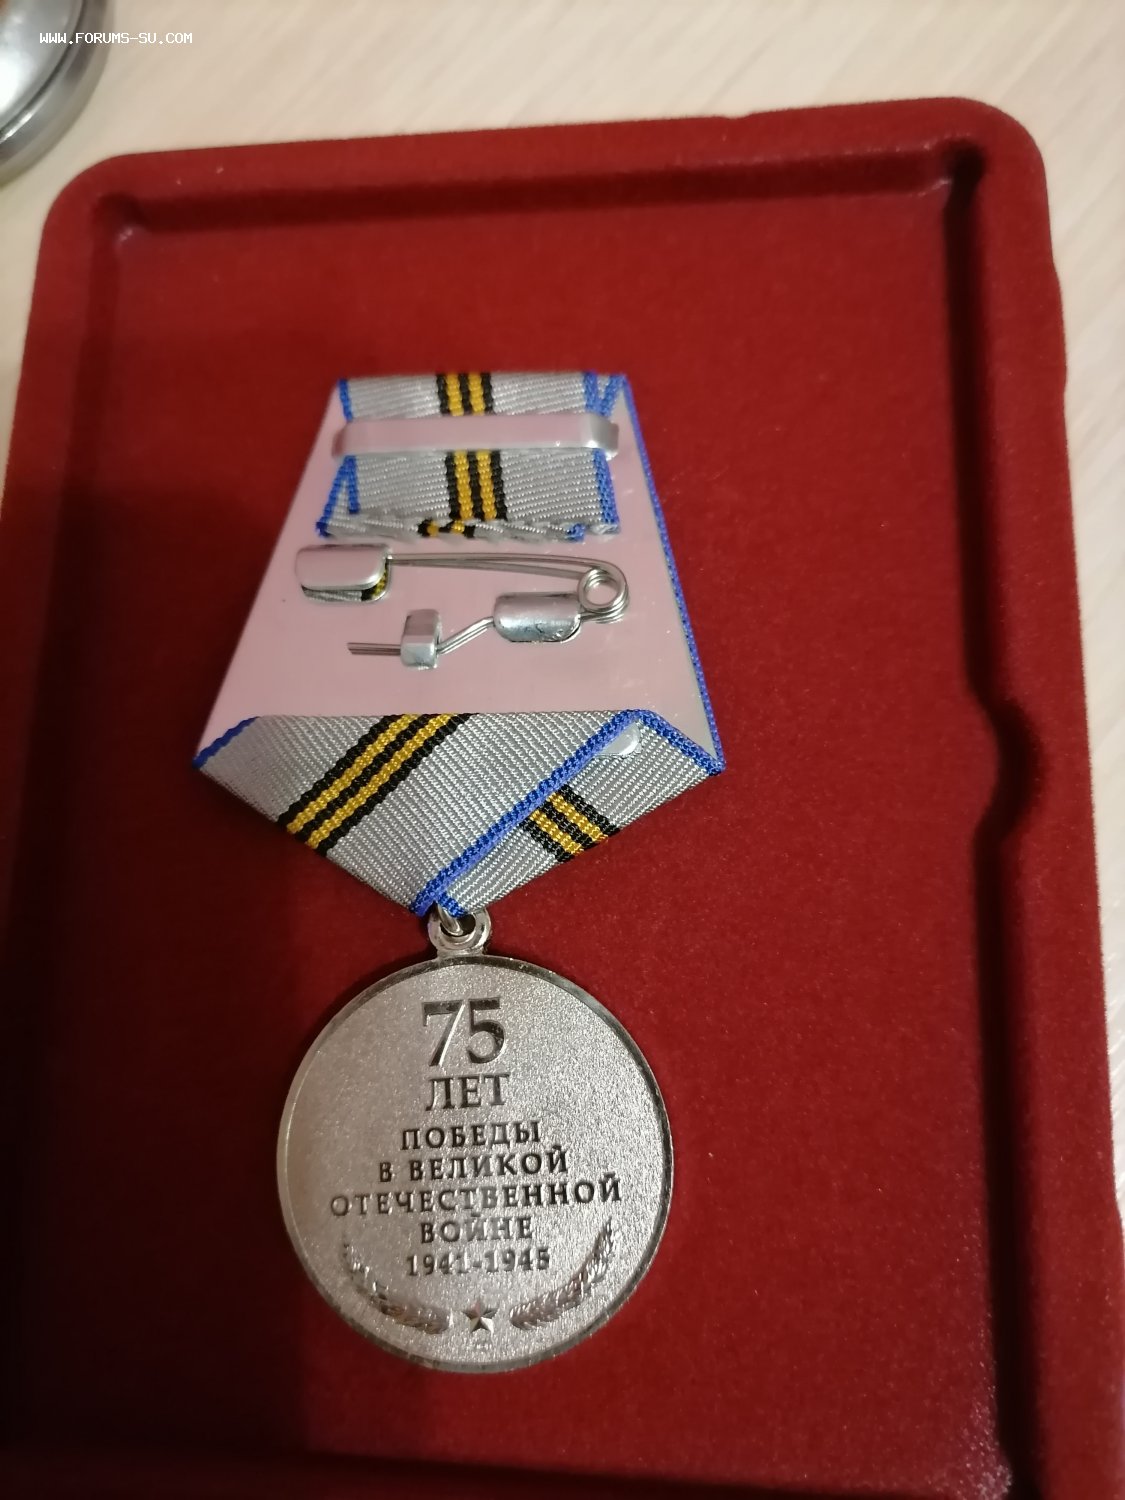 WWW.FORUMS-SU.COM
75
ЛЕТ
ПОБЕДЫ
В ВЕЛИКОЙ
ОТЕЧЕСТВЕННОЙ
ВОЙНЕ
1941-1945